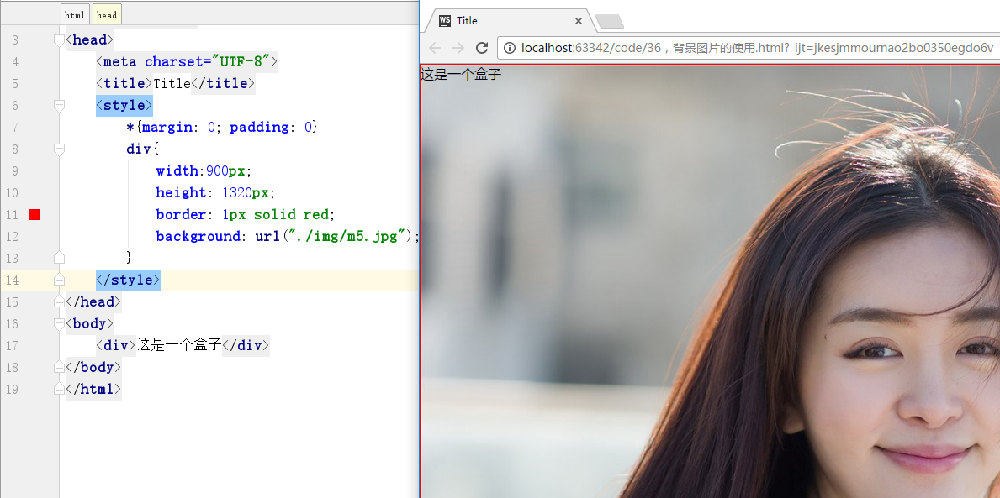 html head
3 <head>
4 <meta charset="UTF-8">
5 <title>Title</title>
6 <style>
7 *{margin: 0; padding: 0}
8 div{
9 width:900px;
10 height: 1320px;
11 border: 1px solid red;
12 background: url("./img/m5.jpg");
13 }
14 </style>
15 </head>
16 <body>
17 <div>这是一个盒子</div>
18 </body>
19 </html>
WS Title
localhost:63342/code/36，背景图片的使用.html?_ijt=jkesjmmournao2bo0350egdo6v
这是一个盒子